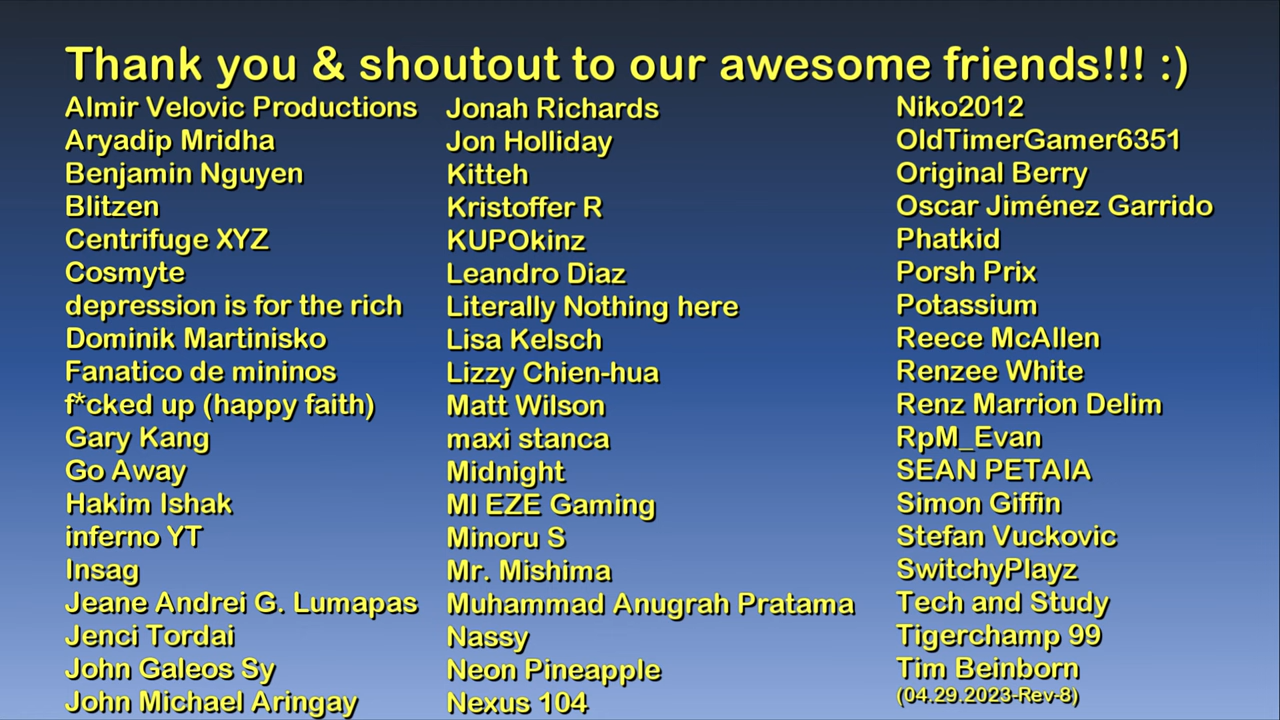 Thank you & shoutout to our awesome friends!!! :)
Almir Velovic Productions
Aryadip Mridha
Benjamin Nguyen
Blitzen
Centrifuge XYZ
Cosmyte
depression is for the rich
Dominik Martinisko
Fanatico de mininos
f*cked up (happy faith)
Gary Kang
Go Away
Hakim Ishak
inferno YT
Insag
Jeane Andrei G. Lumapas
Jenci Tordai
John Galeos Sy
John Michael Aringay
Jonah Richards
Jon Holliday
Kitteh
Kristoffer R
KUPOkinz
Leandro Diaz
Literally Nothing here
Lisa Kelsch
Lizzy Chien-hua
Matt Wilson
maxi stanca
Midnight
MI EZE Gaming
Minoru S
Mr. Mishima
Muhammad Anugrah Pratama
Nassy
Neon Pineapple
Nexus 104
Niko2012
OldTimerGamer6351
Original Berry
Oscar Jiménez Garrido
Phatkid
Porsh Prix
Potassium
Reece McAllen
Renzee White
Renz Marrion Delim
RpM_Evan
SEAN PETAIA
Simon Giffin
Stefan Vuckovic
SwitchyPlayz
Tech and Study
Tigerchamp 99
Tim Beinborn
(04.29.2023-Rev-8)